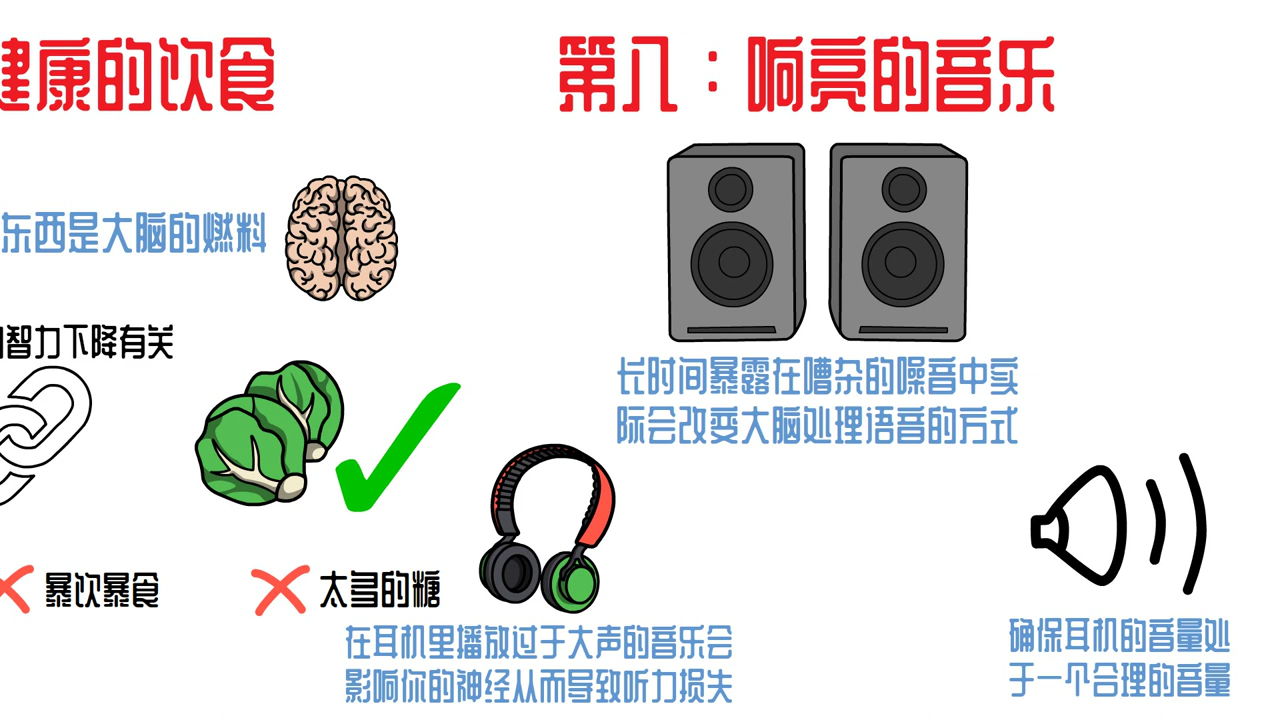 建康的饮食
东西是大脑的燃料
智力下降有关
暴饮暴食
太多的糖
第八：响亮的音乐
长时间暴露在嘈杂的噪音中实
际会改变大脑处理语音的方式
在耳机里播放过于大声的音乐会
影响你的神经从而导致听力损失
确保耳机的音量处
于一个合理的音量